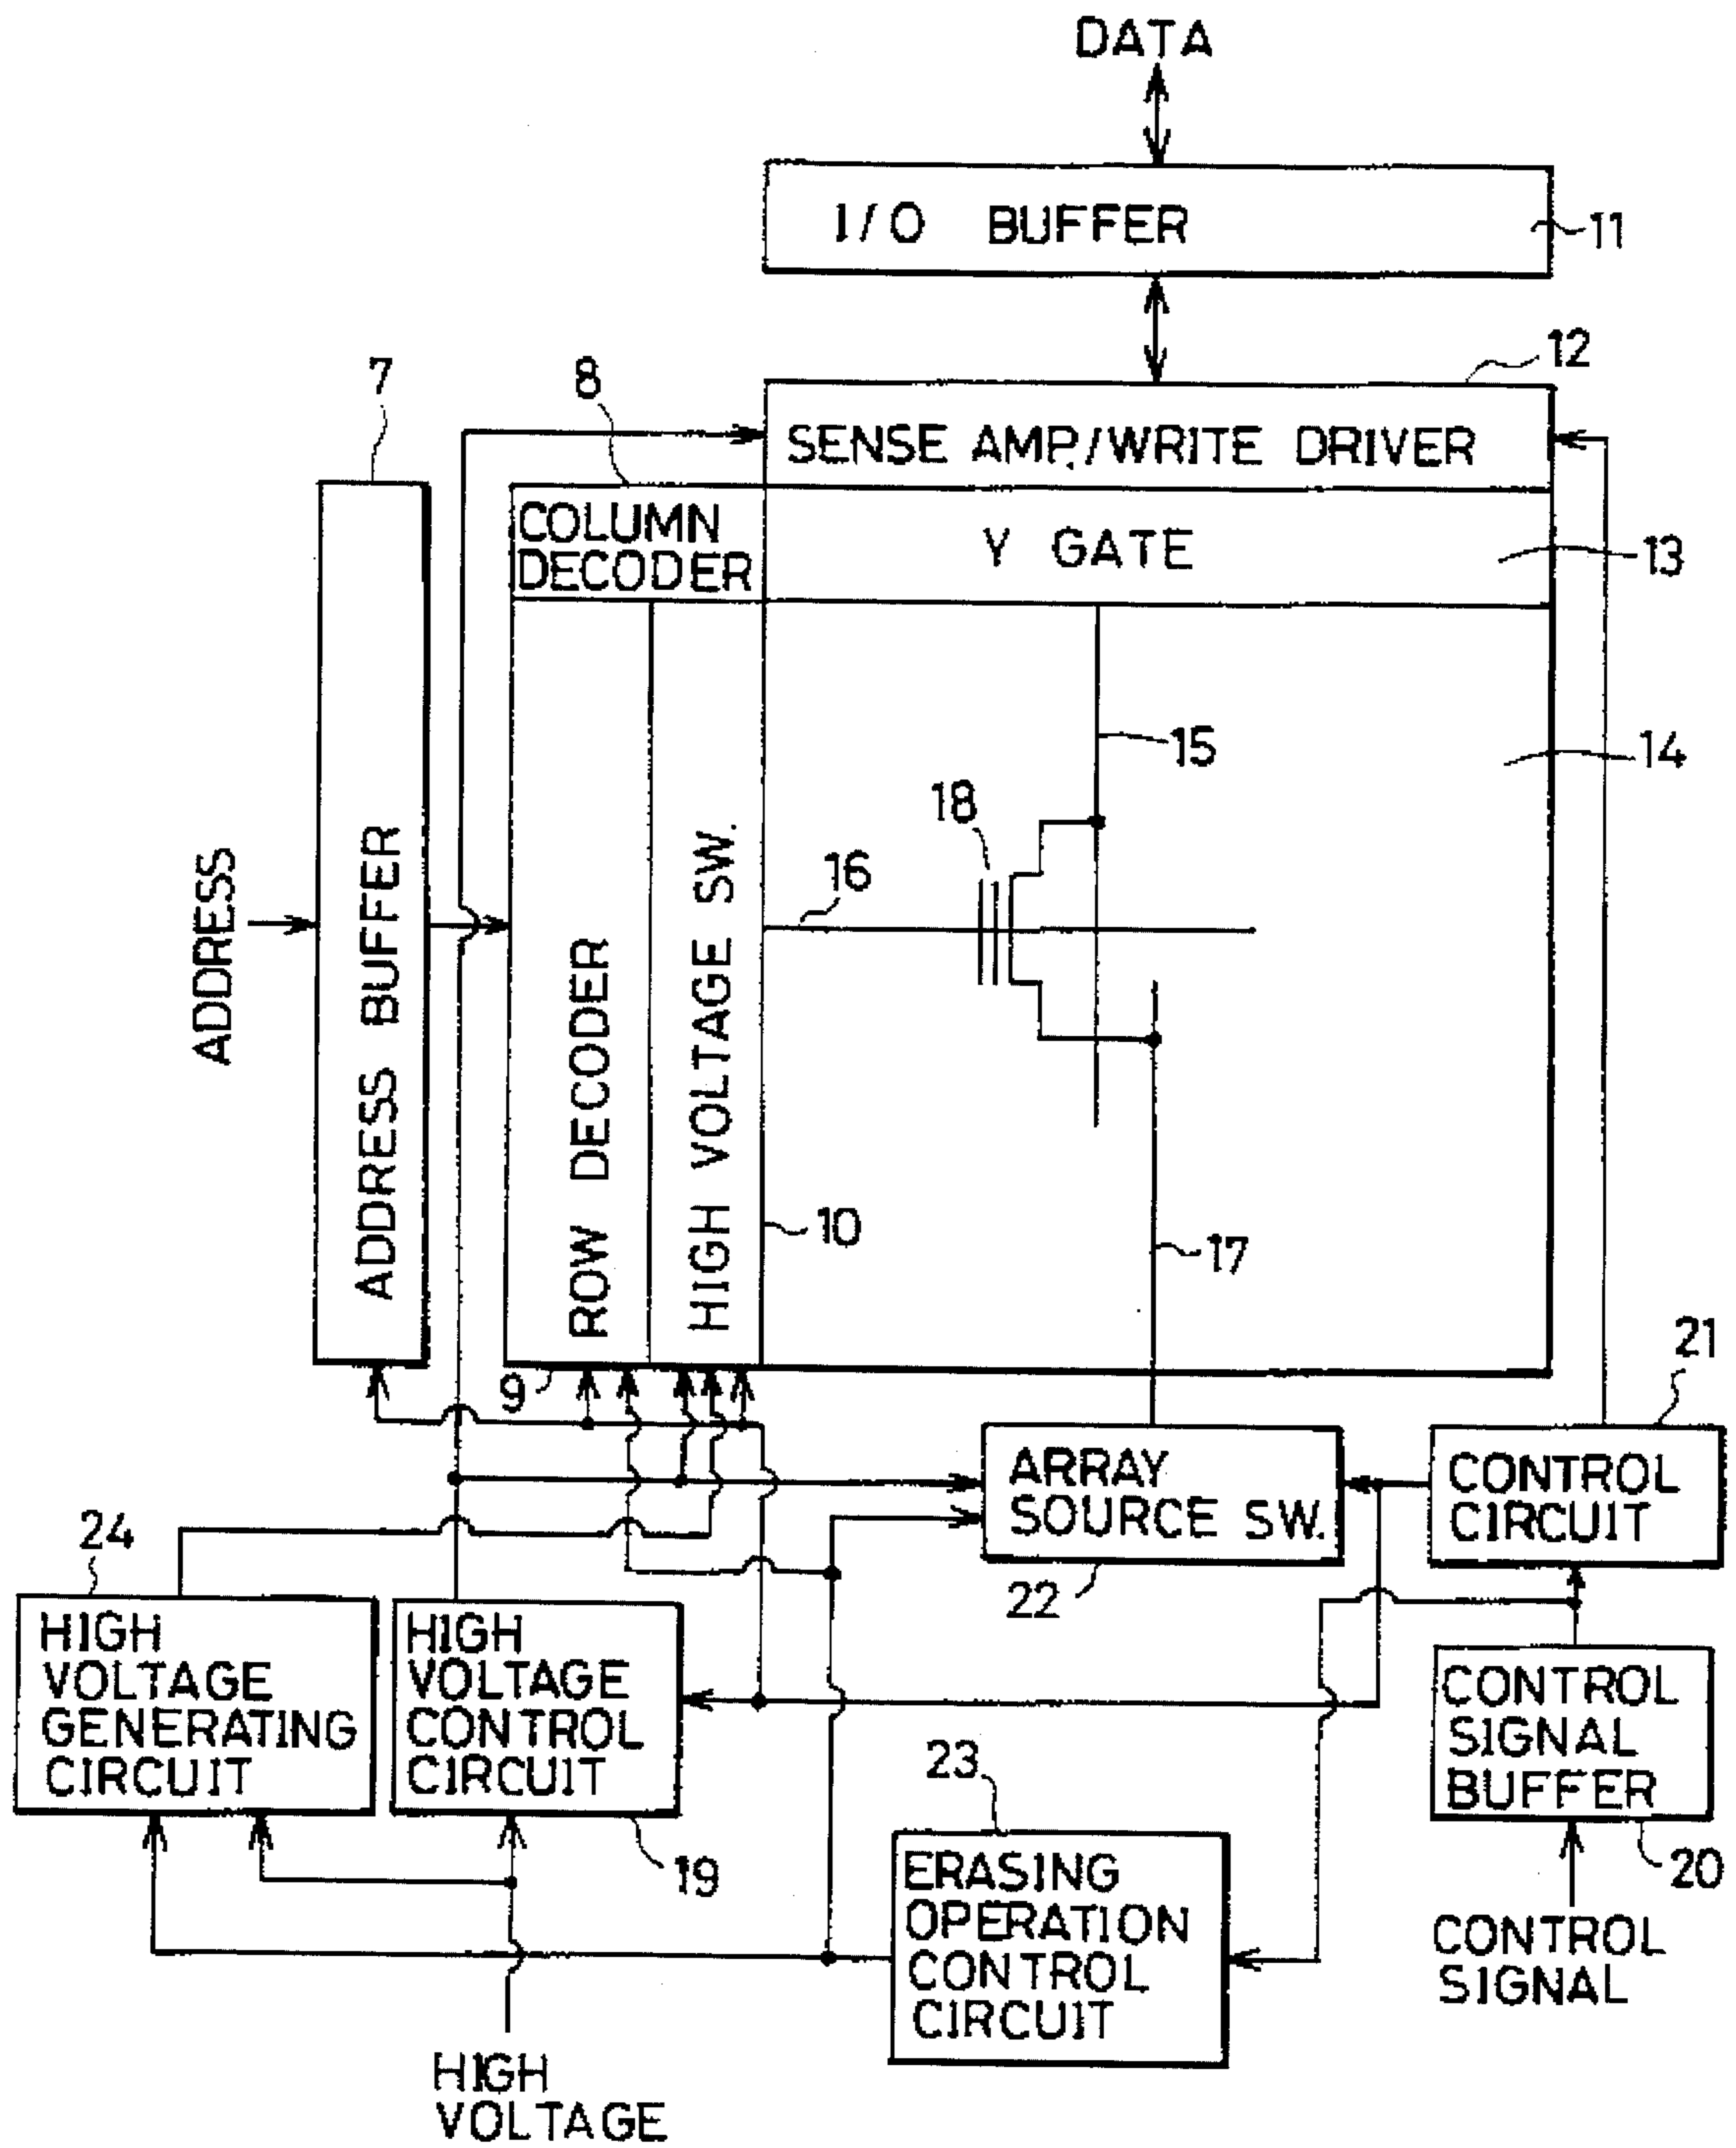 DATA
I/O BUFFER
11
12
7
8
SENSE AMP./WRITE DRIVER
COLUMN
DECODER
Y GATE
13
15
14
18
16
ADDRESS
ADDRESS BUFFER
ROW DECODER
HIGH VOLTAGE SW.
10
17
9
21
ARRAY
SOURCE SW.
22
CONTROL
CIRCUIT
24
HIGH
VOLTAGE
GENERATING
CIRCUIT
HIGH
VOLTAGE
CONTROL
CIRCUIT
19
23
ERASING
OPERATION
CONTROL
CIRCUIT
CONTROL
SIGNAL
BUFFER
20
CONTROL
SIGNAL
HIGH
VOLTAGE